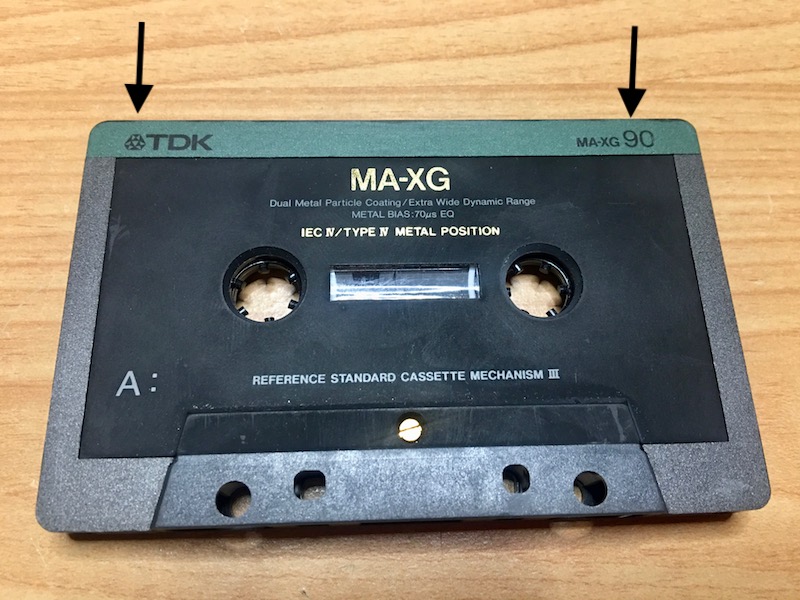 TDK
MA-XG 90
MA-XG
Dual Metal Particle Coating/Extra Wide Dynamic Range
METAL BIAS:70µs EQ
IEC Ⅳ/TYPE Ⅳ METAL POSITION
A:
REFERENCE STANDARD CASSETTE MECHANISM Ⅲ